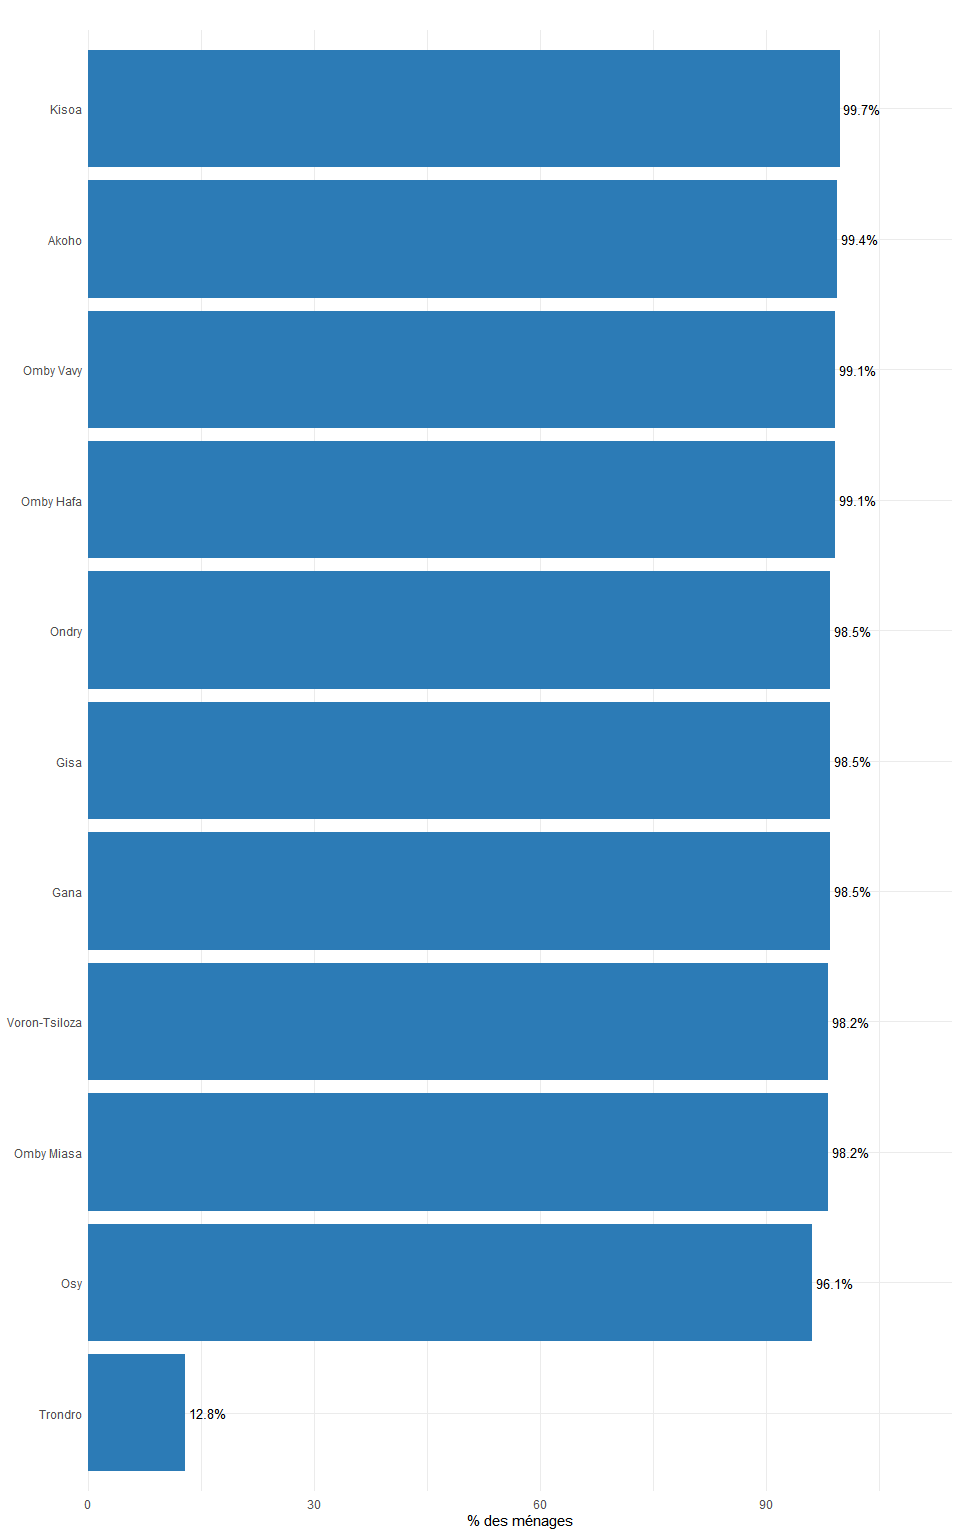 Kisoa 99.7%
Akoho 99.4%
Omby Vavy 99.1%
Omby Hafa 99.1%
Ondry 98.5%
Gisa 98.5%
Gana 98.5%
Voron-Tsiloza 98.2%
Omby Miasa 98.2%
Osy 96.1%
Trondro 12.8%
0 30 60 90
% des ménages